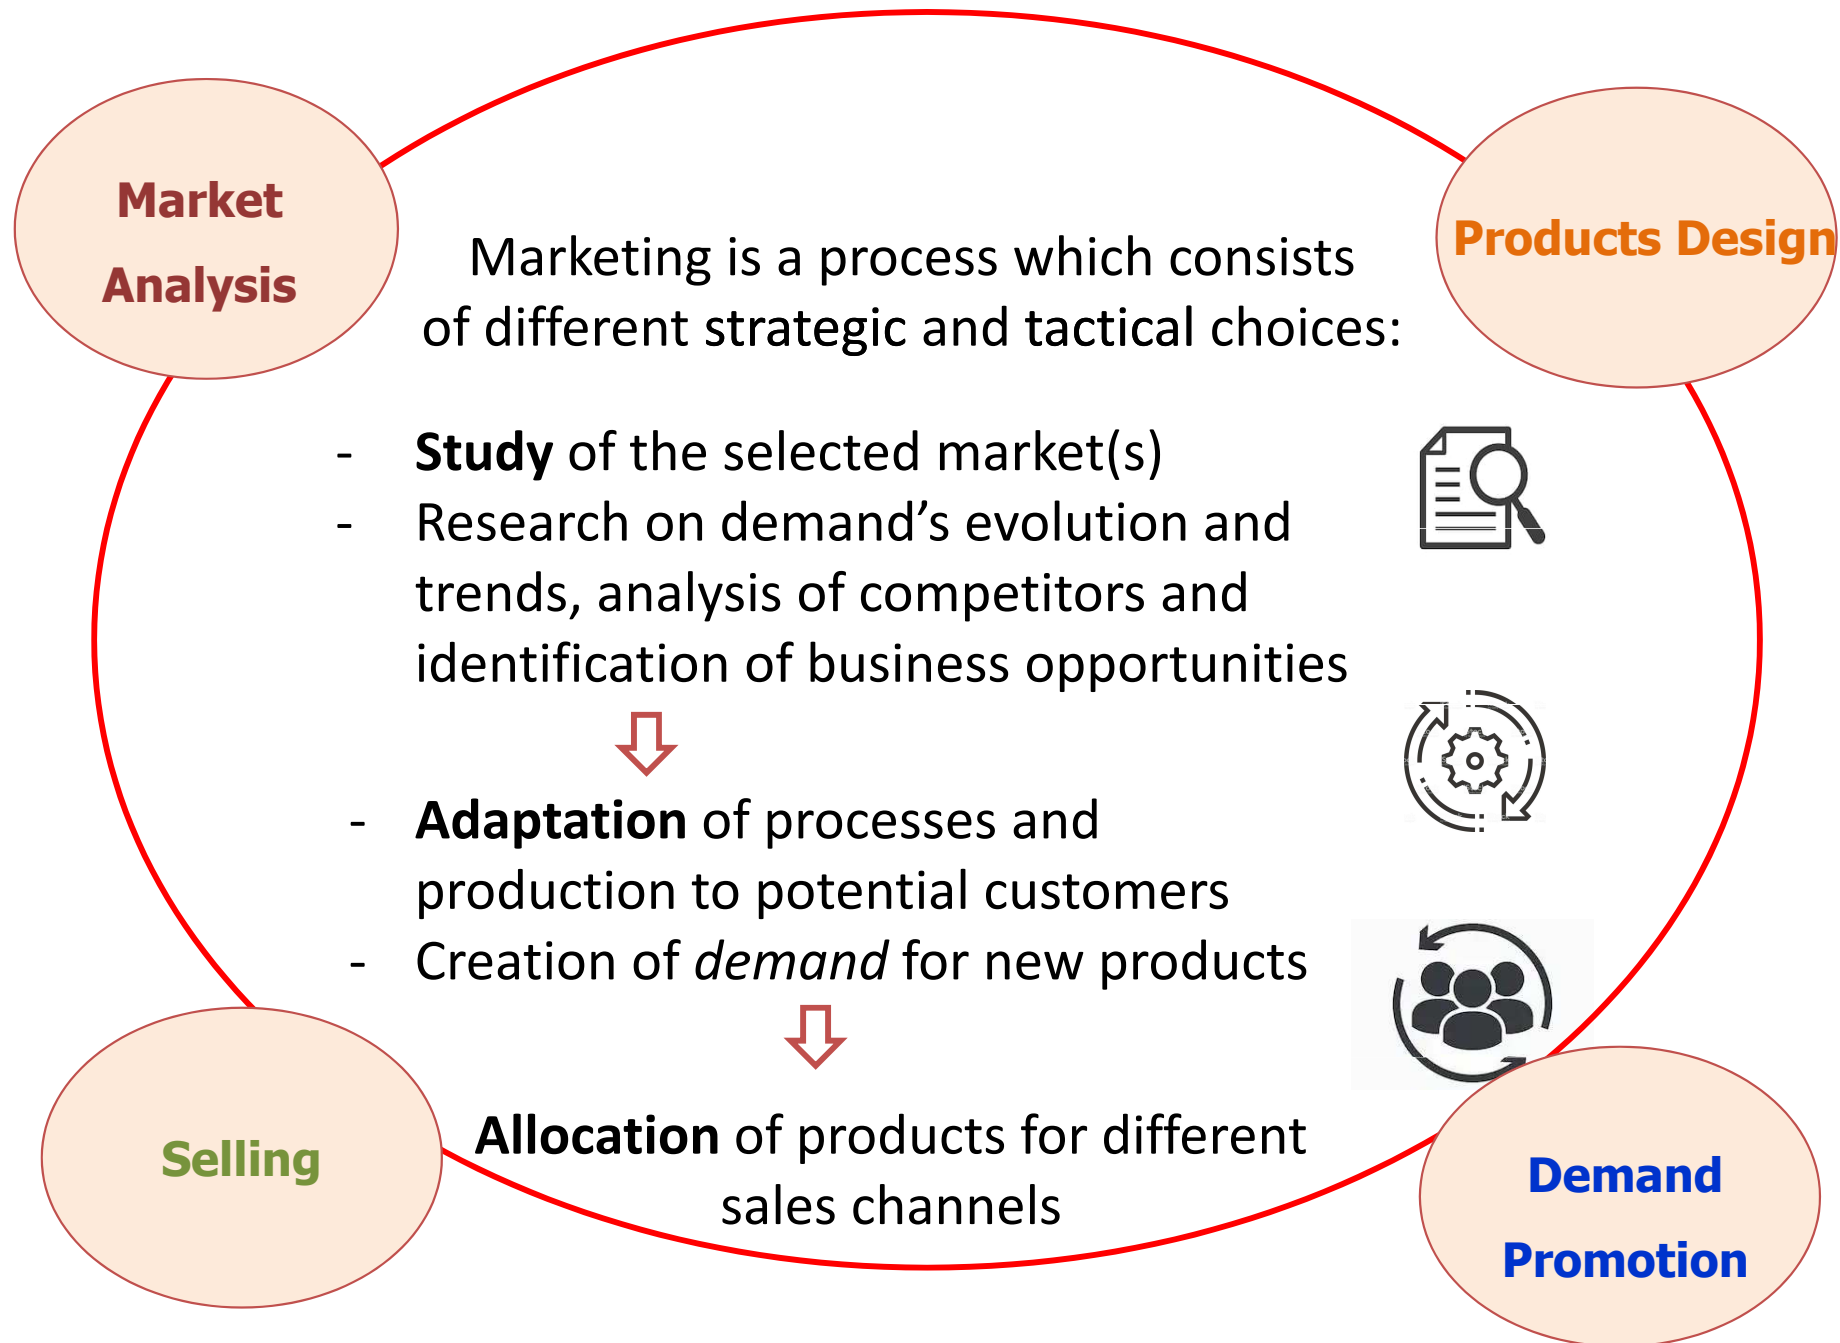 Market
Analysis
Products Design
Marketing is a process which consists
of different strategic and tactical choices:
- Study of the selected market(s)
- Research on demand’s evolution and
trends, analysis of competitors and
identification of business opportunities
- Adaptation of processes and
production to potential customers
- Creation of demand for new products
Allocation of products for different
sales channels
Selling
Demand
Promotion